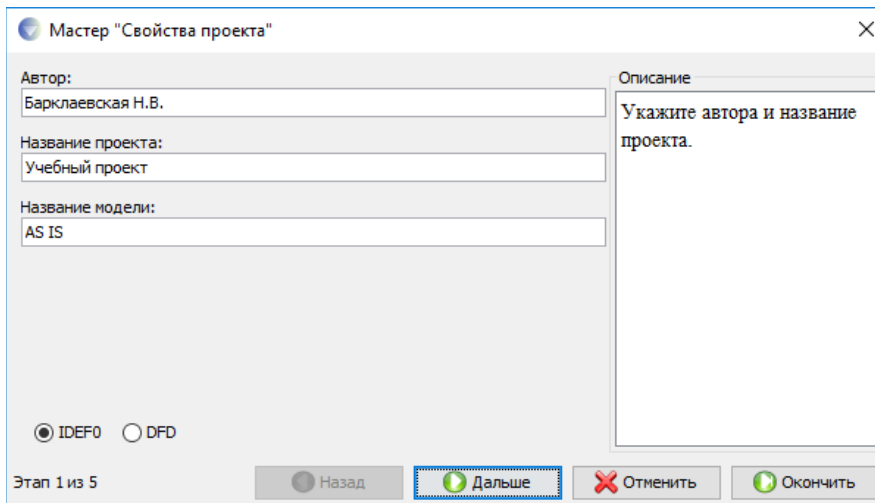 Мастер "Свойства проекта"
Автор:
Барклаевская Н.В.
Название проекта:
Учебный проект
Название модели:
AS IS
Описание
Укажите автора и название
проекта.
IDEF0 DFD
Этап 1 из 5 Назад Дальше Отменить Окончить